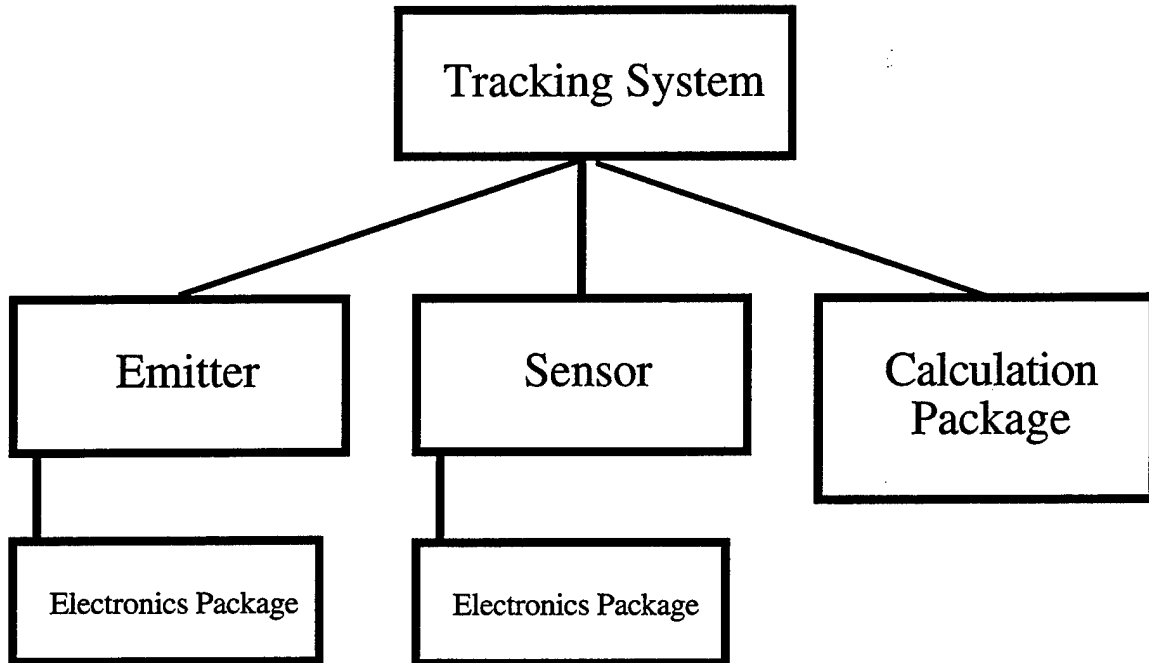 Tracking System
Emitter
Sensor
Calculation
Package
Electronics Package
Electronics Package